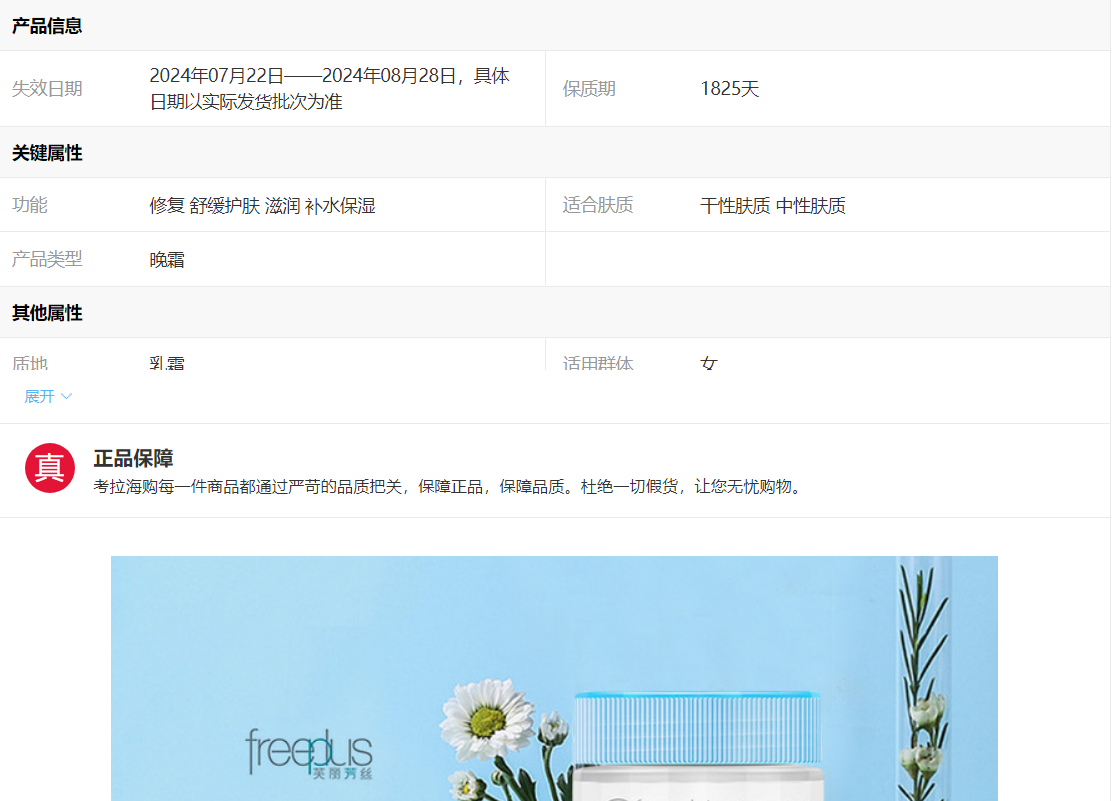 产品信息
失效日期
2024年07月22日——2024年08月28日，具体
日期以实际发货批次为准
保质期
1825天
关键属性
功能
修复 舒缓护肤 滋润 补水保湿
适合肤质
干性肤质 中性肤质
产品类型
晚霜
其他属性
质地
乳霜
适用群体
女
展开
真
正品保障
考拉海购每一件商品都通过严苛的品质把关，保障正品，保障品质。杜绝一切假货，让您无忧购物。
freeplus
芙丽芳丝